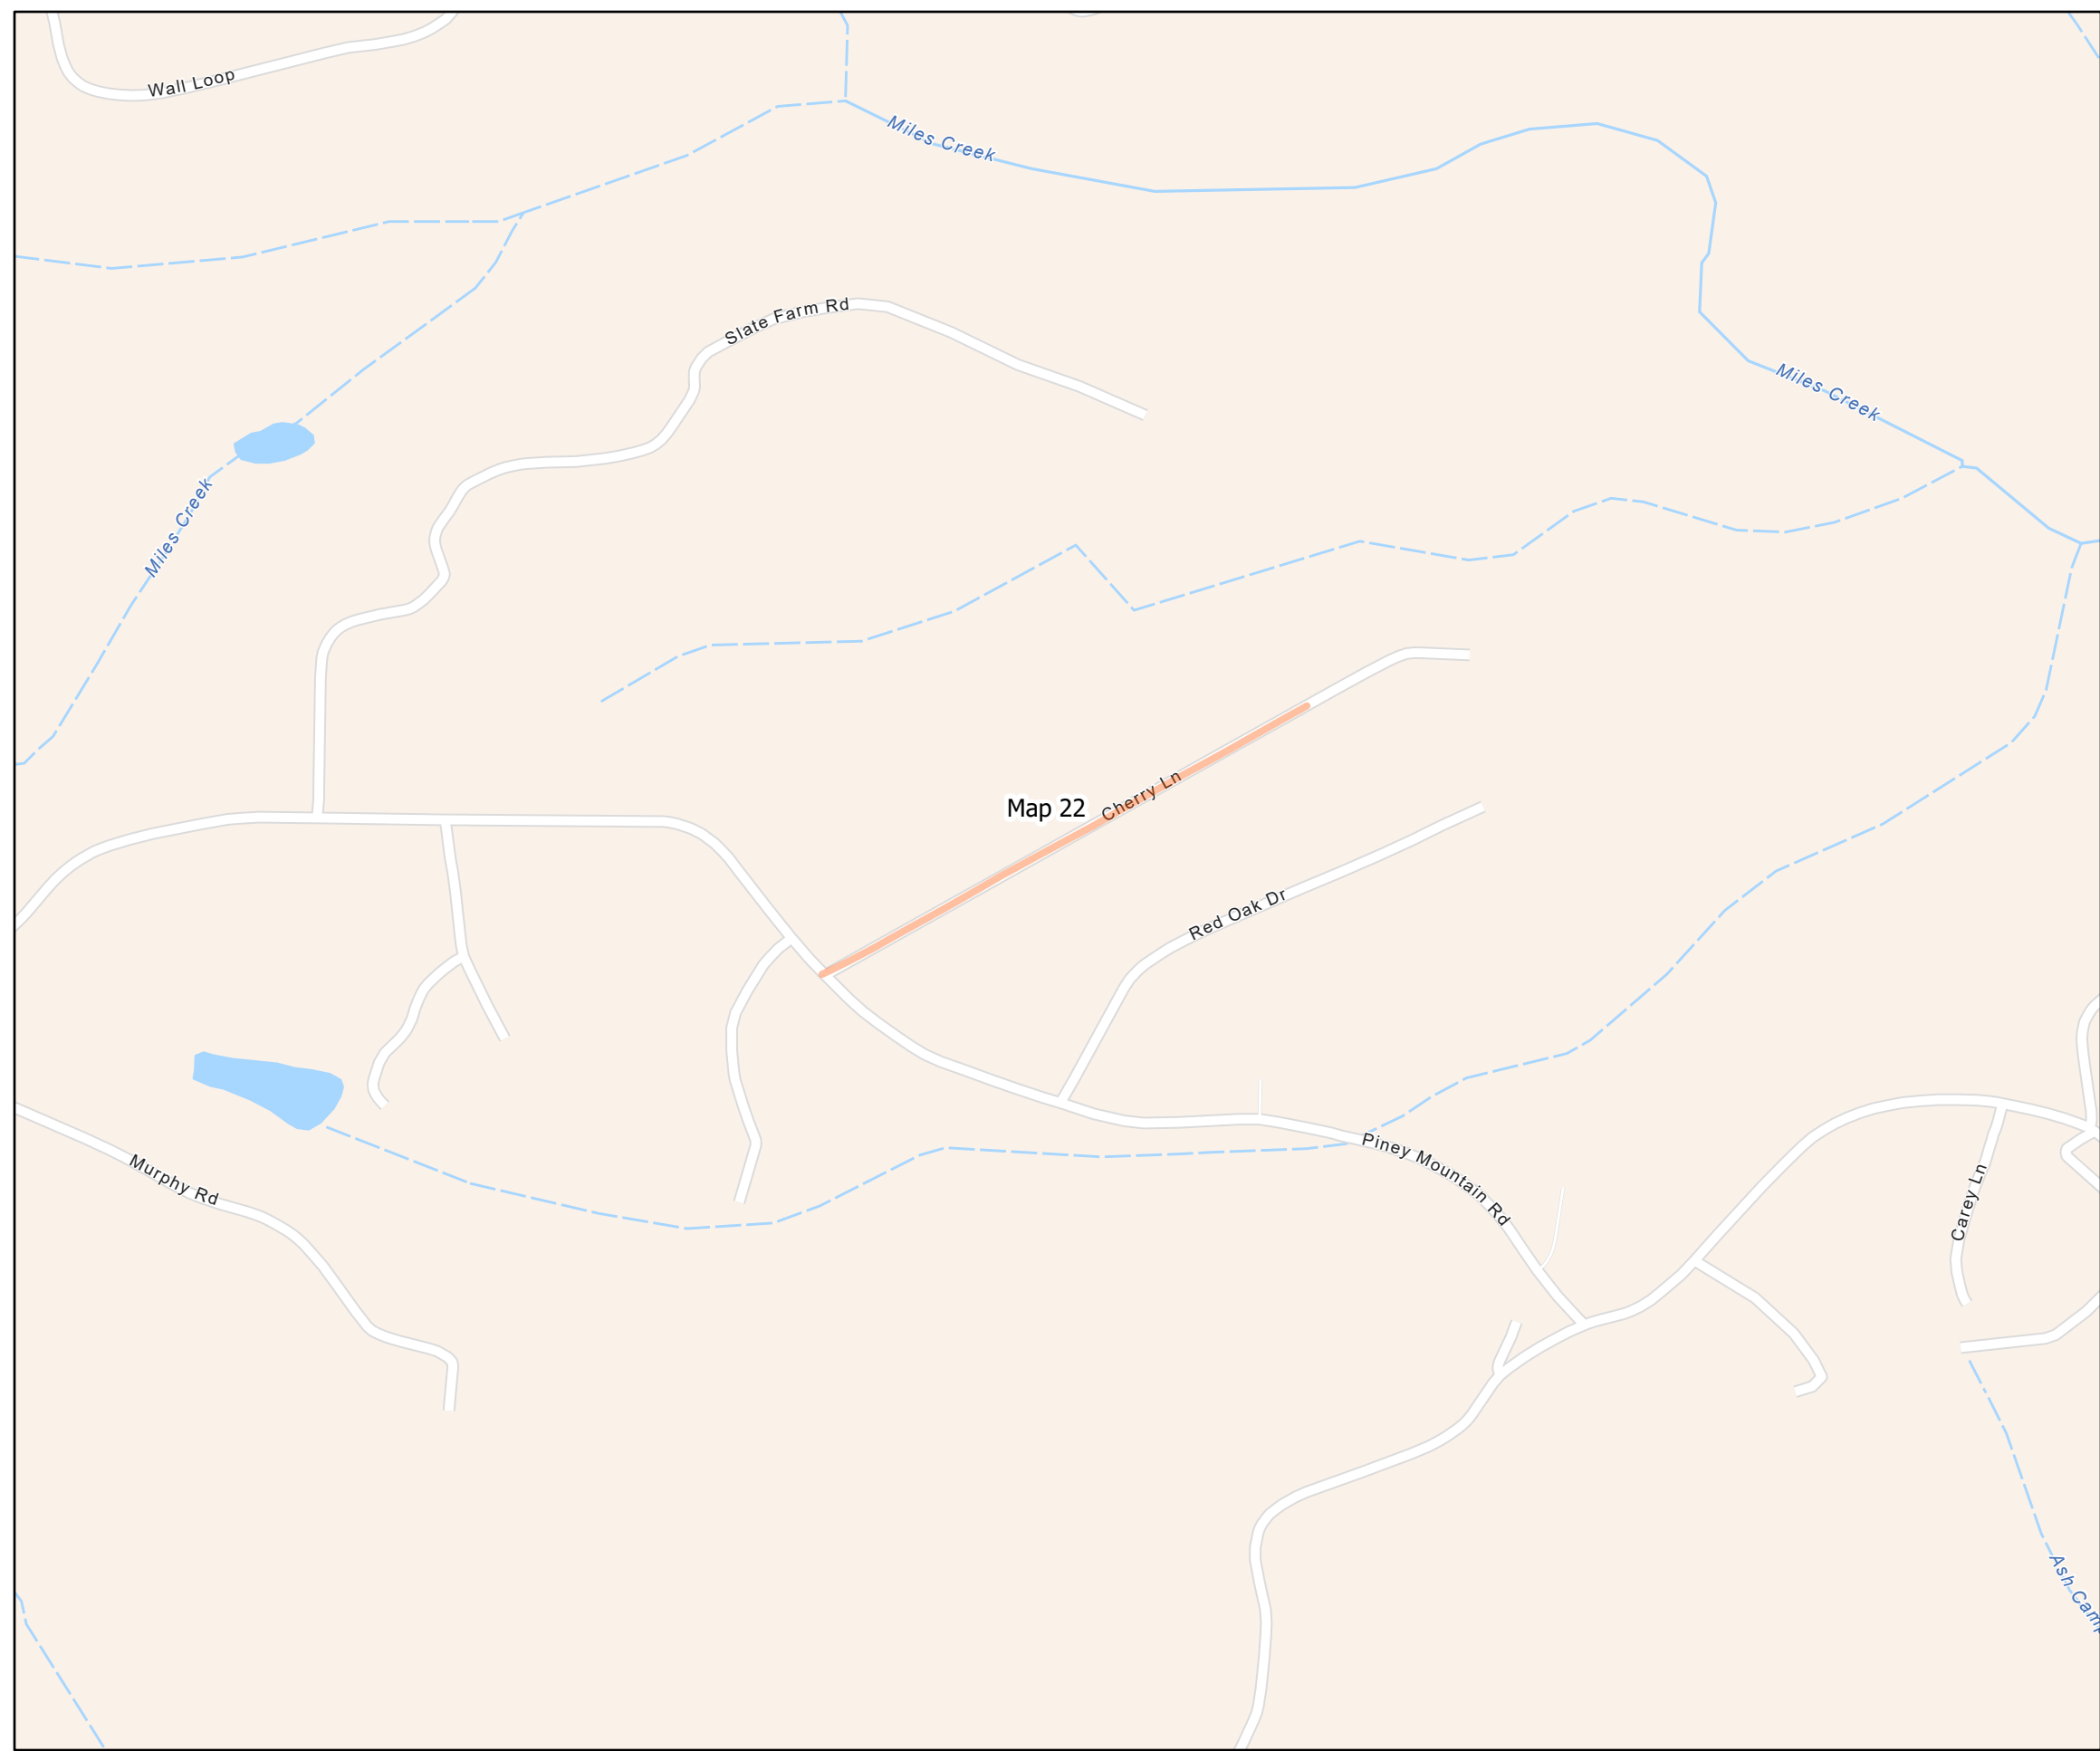 Wall Loop
Miles Creek
Slate Farm Rd
Miles Creek
Miles Creek
Cherry Ln
Map 22
Red Oak Dr
Piney Mountain Rd
Murphy Rd
Carey Ln
Ash Camp